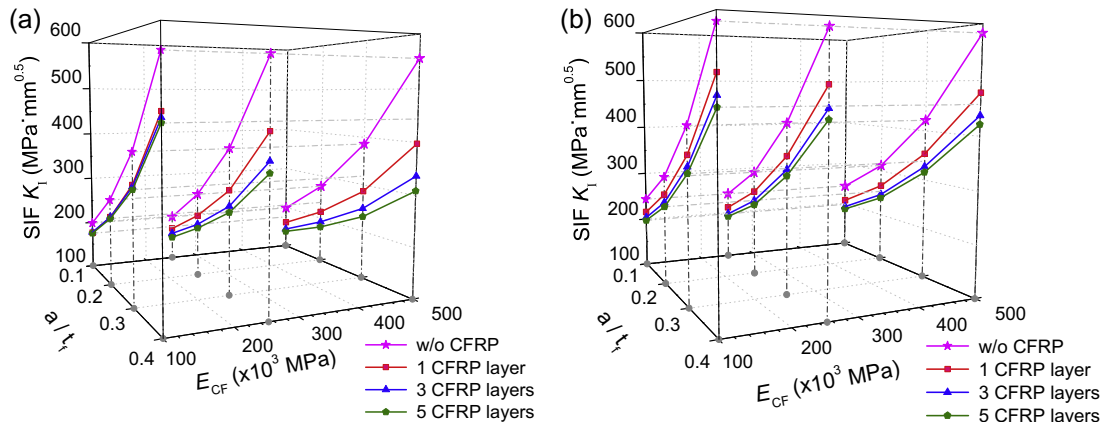 (a)
600
500
400
300
200
100
SIF K_I (MPa·mm^0.5)
0.1
0.2
0.3
0.4
a / t_f
100
200
300
400
500
E_CF (x10^3 MPa)
w/o CFRP
1 CFRP layer
3 CFRP layers
5 CFRP layers
(b)
600
500
400
300
200
100
SIF K_I (MPa·mm^0.5)
0.1
0.2
0.3
0.4
a / t_f
100
200
300
400
500
E_CF (x10^3 MPa)
w/o CFRP
1 CFRP layer
3 CFRP layers
5 CFRP layers